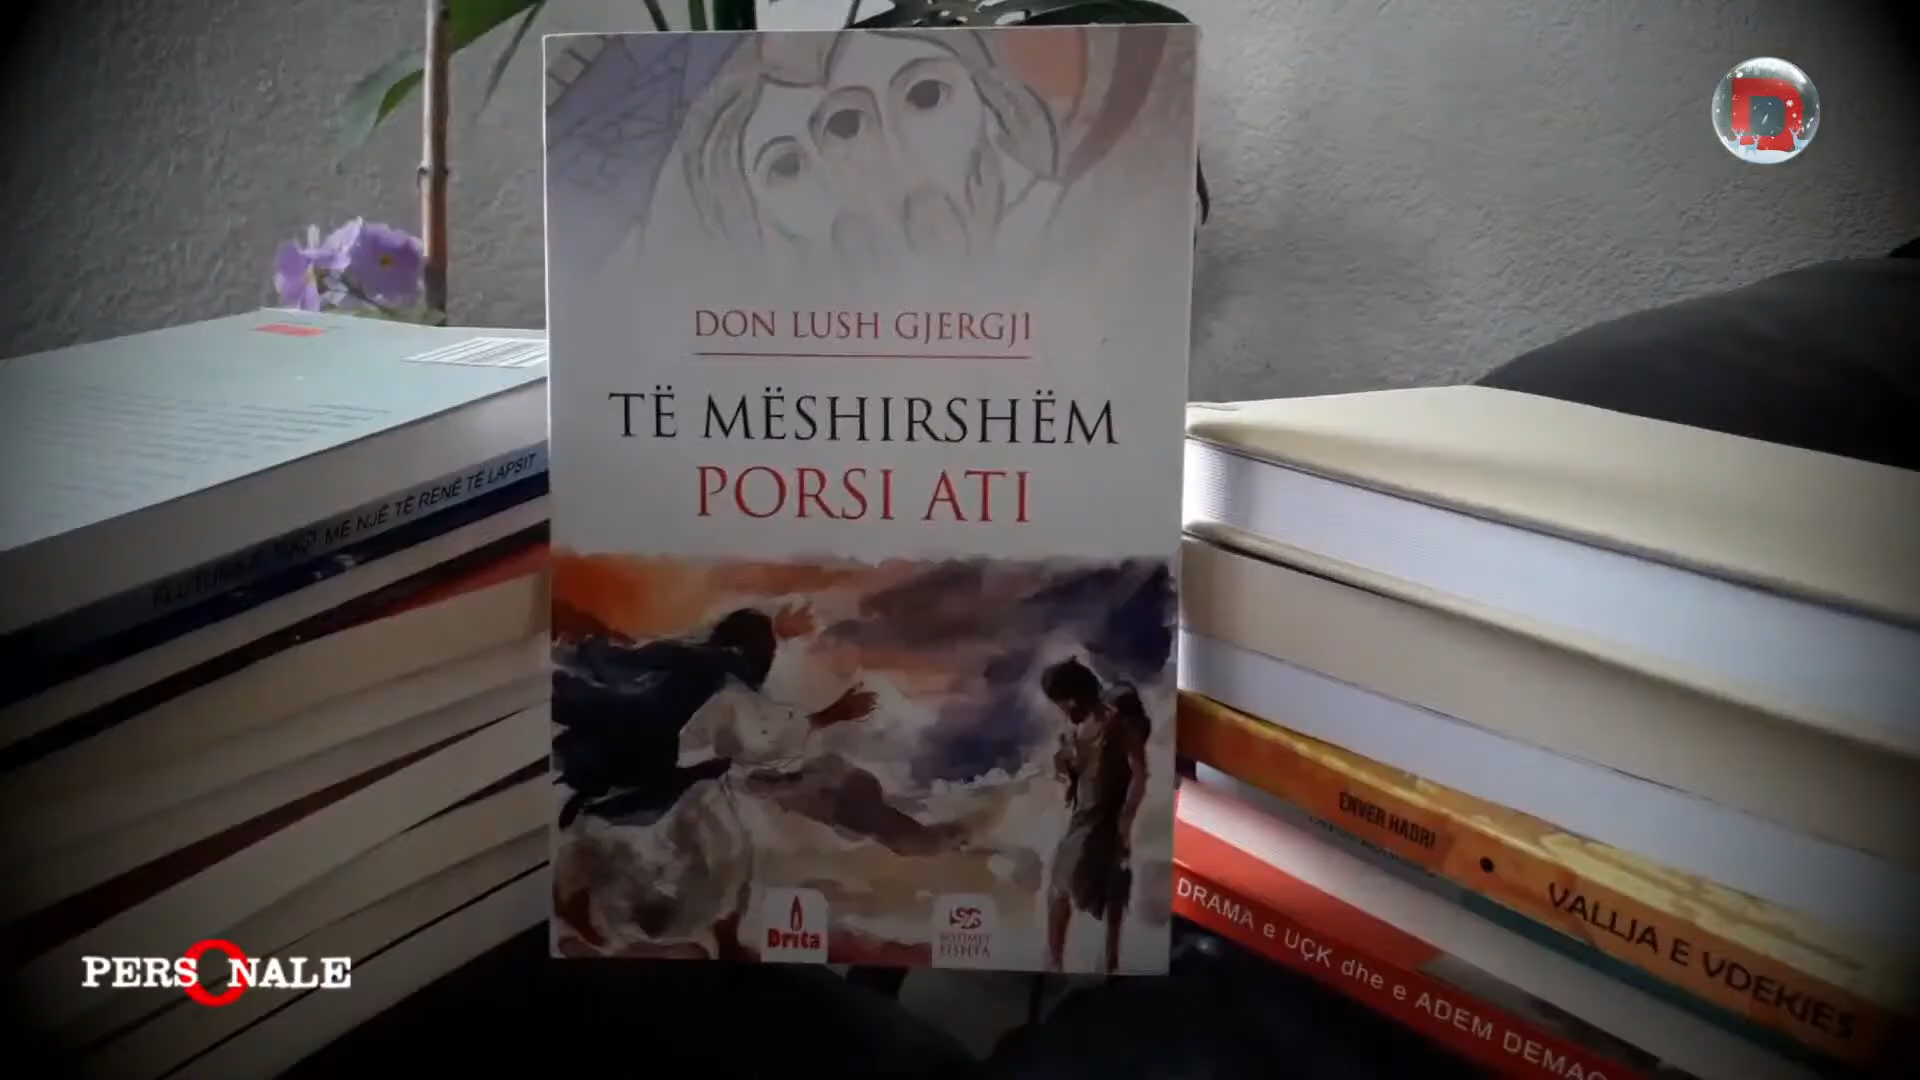 DON LUSH GJERGJI
TË MËSHIRSHËM
PORSI ATI
Drita
BOTIMET
FISHTA
ME NJË TË RËNË TË LAPSIT
ENVER HADRI
VALLJA E VDEKJES
DRAMA e UÇK dhe e ADEM DEMAÇ
PERSONALE
D